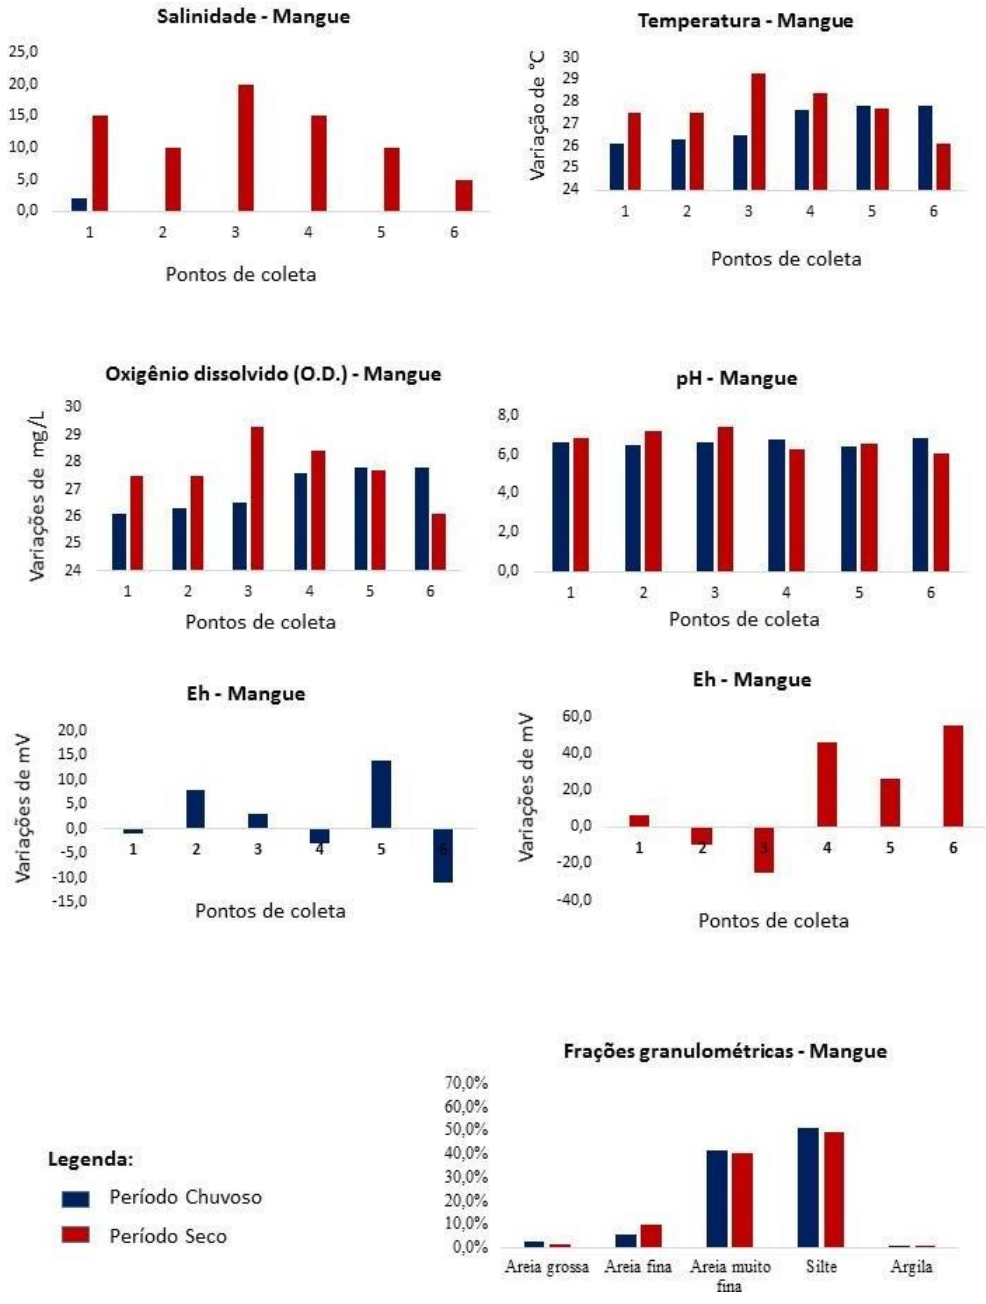 Salinidade - Mangue
25,0
20,0
15,0
10,0
5,0
0,0
1 2 3 4 5 6
Pontos de coleta
Temperatura - Mangue
Variação de °C
30
29
28
27
26
25
24
1 2 3 4 5 6
Pontos de coleta
Oxigênio dissolvido (O.D.) - Mangue
Variações de mg/L
30
29
28
27
26
25
24
1 2 3 4 5 6
Pontos de coleta
pH - Mangue
8,0
6,0
4,0
2,0
0,0
1 2 3 4 5 6
Pontos de coleta
Eh - Mangue
Variações de mV
20,0
15,0
10,0
5,0
0,0
-5,0
-10,0
-15,0
1 2 3 4 5 6
Pontos de coleta
Eh - Mangue
Variações de mV
60,0
40,0
20,0
0,0
-20,0
-40,0
1 2 3 4 5 6
Pontos de coleta
Legenda:
Período Chuvoso
Período Seco
Frações granulométricas - Mangue
70,0%
60,0%
50,0%
40,0%
30,0%
20,0%
10,0%
0,0%
Areia grossa Areia fina Areia muito Silte Argila
fina